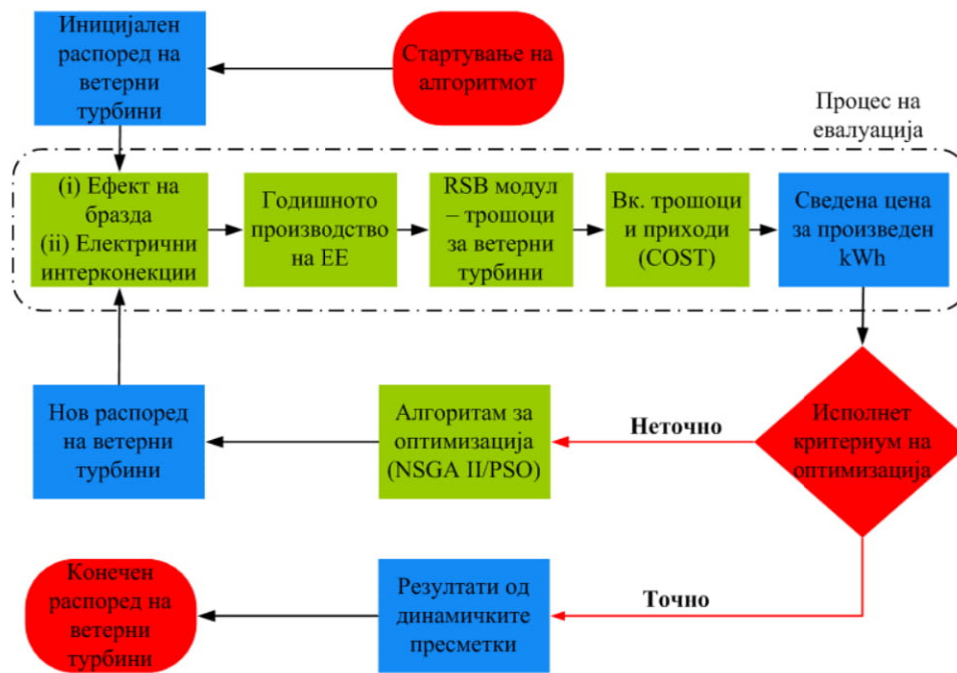 Иницијален
распоред на
ветерни
турбини
Стартување на
алгоритмот
Процес на
евалуација
(i) Ефект на
бразда
(ii) Електрични
интерконекции
Годишното
производство
на ЕЕ
RSB модул
– трошоци
за ветерни
турбини
Вк. трошоци
и приходи
(COST)
Сведена цена
за произведен
kWh
Нов распоред
на ветерни
турбини
Алгоритам за
оптимизација
(NSGA II/PSO)
Неточно
Исполнет
критериум на
оптимизација
Конечен
распоред на
ветерни
турбини
Резултати од
динамичките
пресметки
Точно